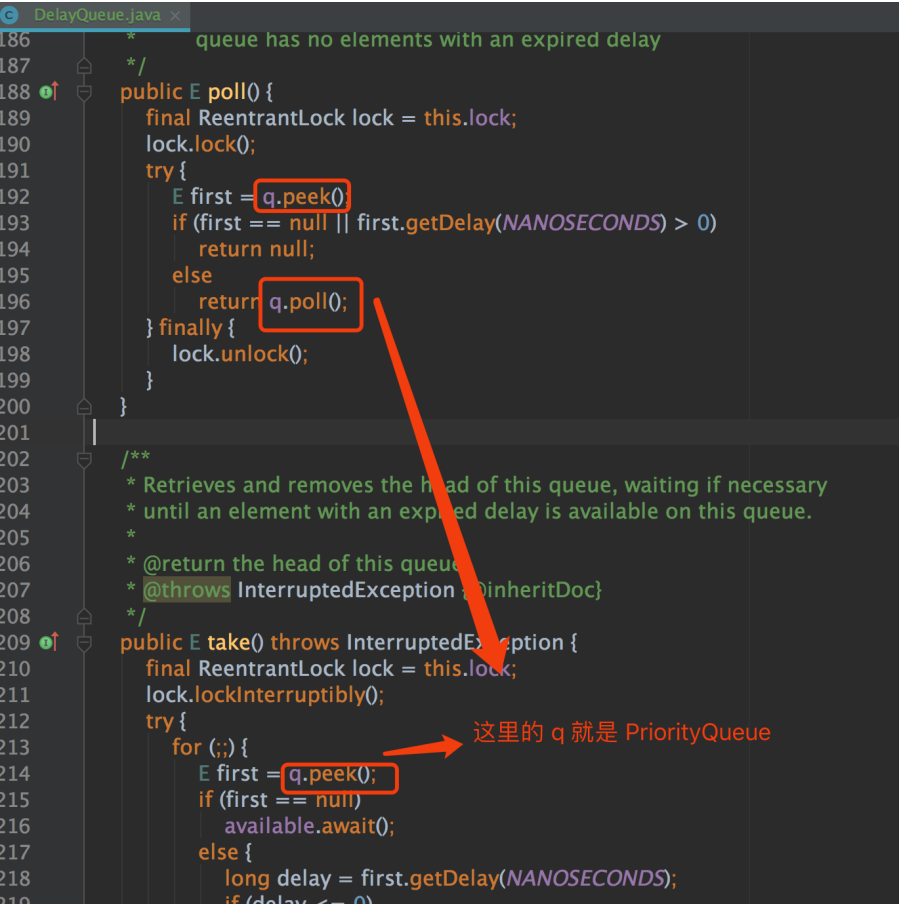 DelayQueue.java
186 * queue has no elements with an expired delay
187 */
188 public E poll() {
189 final ReentrantLock lock = this.lock;
190 lock.lock();
191 try {
192 E first = q.peek();
193 if (first == null || first.getDelay(NANOSECONDS) > 0)
194 return null;
195 else
196 return q.poll();
197 } finally {
198 lock.unlock();
199 }
200 }
201
202 /**
203 * Retrieves and removes the head of this queue, waiting if necessary
204 * until an element with an expired delay is available on this queue.
205 *
206 * @return the head of this queue
207 * @throws InterruptedException {@inheritDoc}
208 */
209 public E take() throws InterruptedException {
210 final ReentrantLock lock = this.lock;
211 lock.lockInterruptibly();
212 try {
这里的 q 就是 PriorityQueue
213 for (;;) {
214 E first = q.peek();
215 if (first == null)
216 available.await();
217 else {
218 long delay = first.getDelay(NANOSECONDS);
219 if (delay <= 0)